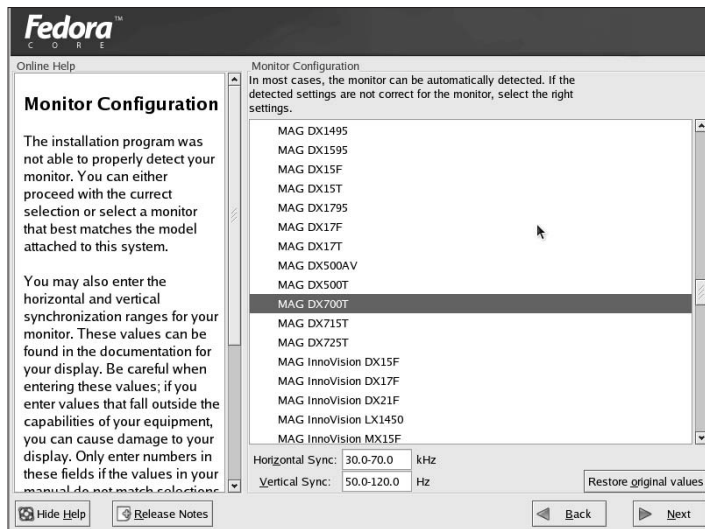 Fedora™
CORE
Online Help
Monitor Configuration
The installation program was
not able to properly detect your
monitor. You can either
proceed with the currect
selection or select a monitor
that best matches the model
attached to this system.
You may also enter the
horizontal and vertical
synchronization ranges for your
monitor. These values can be
found in the documentation for
your display. Be careful when
entering these values; if you
enter values that fall outside the
capabilities of your equipment,
you can cause damage to your
display. Only enter numbers in
these fields if the values in your
manual do not match selections
Monitor Configuration
In most cases, the monitor can be automatically detected. If the
detected settings are not correct for the monitor, select the right
settings.
MAG DX1495
MAG DX1595
MAG DX15F
MAG DX15T
MAG DX1795
MAG DX17F
MAG DX17T
MAG DX500AV
MAG DX500T
MAG DX700T
MAG DX715T
MAG DX725T
MAG InnoVision DX15F
MAG InnoVision DX17F
MAG InnoVision DX21F
MAG InnoVision LX1450
MAG InnoVision MX15F
Horizontal Sync: 30.0-70.0 kHz
Vertical Sync: 50.0-120.0 Hz
Restore original values
Hide Help
Release Notes
Back
Next